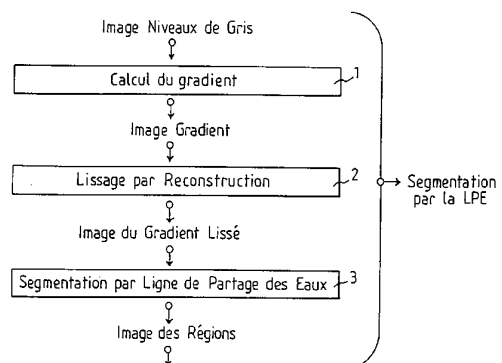 Image Niveaux de Gris
1
Calcul du gradient
Image Gradient
2
Lissage par Reconstruction
Segmentation
par la LPE
Image du Gradient Lissé
3
Segmentation par Ligne de Partage des Eaux
Image des Régions